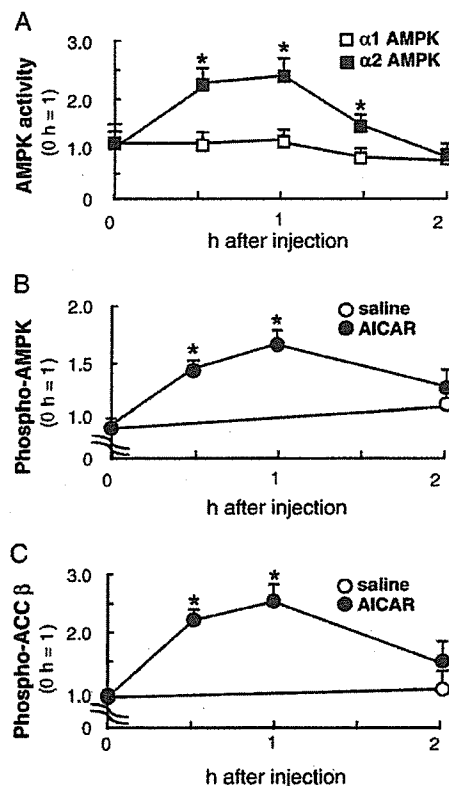 A
3.0
2.0
1.0
0
AMPK activity
(0 h = 1)
α1 AMPK
α2 AMPK
*
*
*
0
1
2
h after injection
B
2.0
1.5
1.0
0
Phospho-AMPK
(0 h = 1)
saline
AICAR
*
*
0
1
2
h after injection
C
3.0
2.0
1.0
0
Phospho-ACC β
(0 h = 1)
saline
AICAR
*
*
0
1
2
h after injection